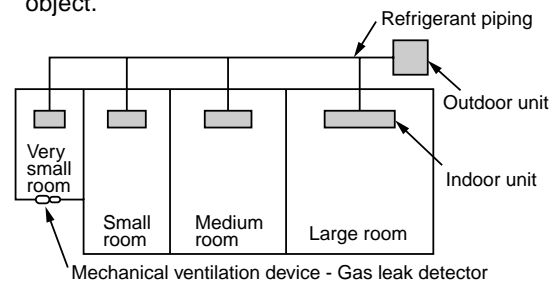 object.
Refrigerant piping
Outdoor unit
Very
small
room
Indoor unit
Small
room
Medium
room
Large room
Mechanical ventilation device - Gas leak detector